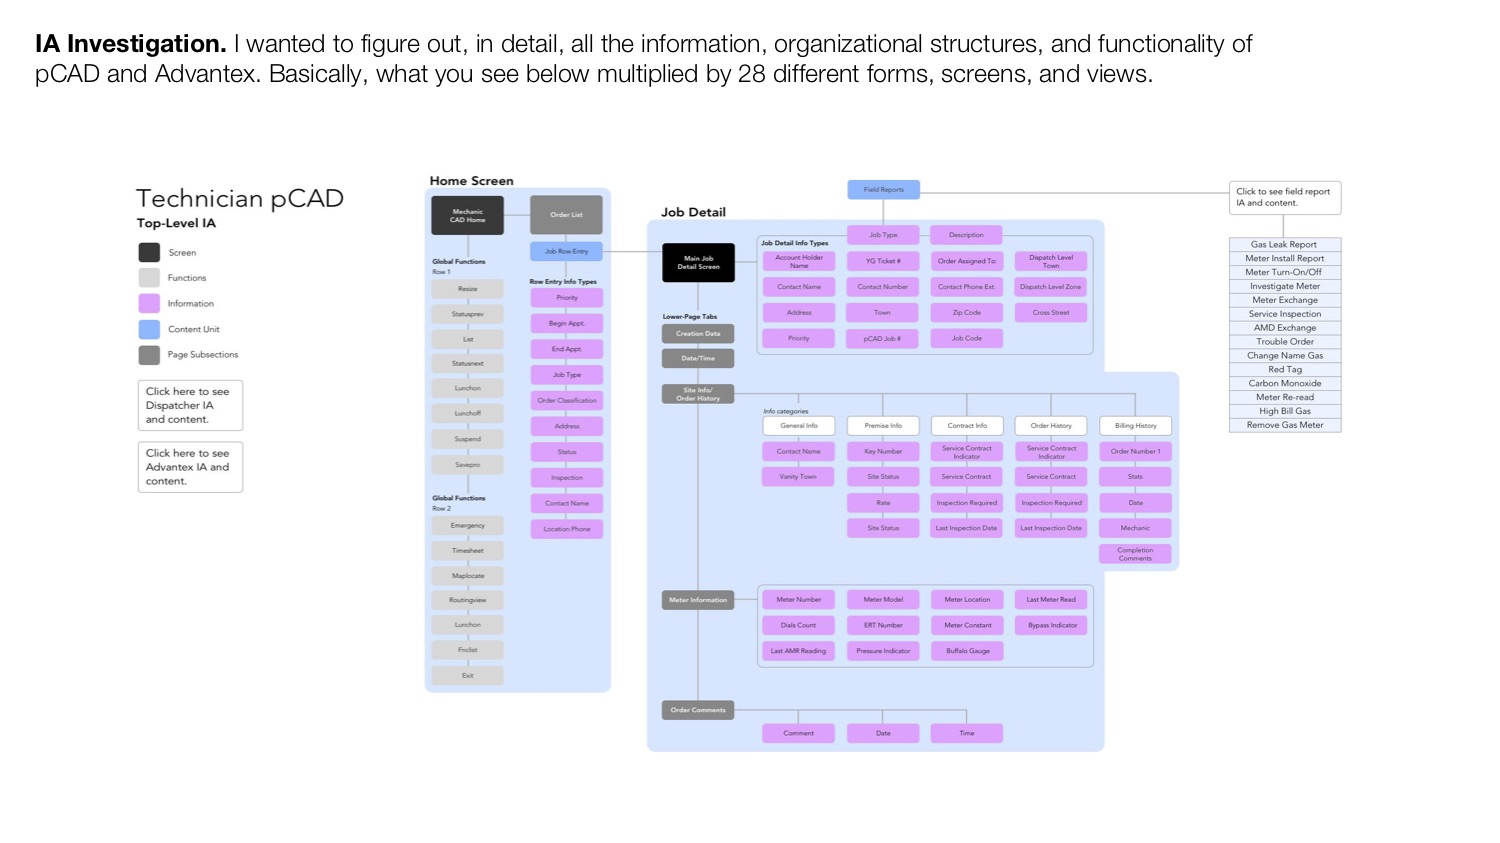 IA Investigation. I wanted to figure out, in detail, all the information, organizational structures, and functionality of
pCAD and Advantex. Basically, what you see below multiplied by 28 different forms, screens, and views.
Technician pCAD
Top-Level IA
Screen
Functions
Information
Content Unit
Page Subsections
Click here to see
Dispatcher IA
and content.
Click here to see
Advantex IA and
content.
Home Screen
Mechanic
CAD Home
Order List
Job Row Entry
Global Functions
Row 1
Resize
Statusprev
List
Statusnext
Lunchon
Lunchoff
Suspend
Savepro
Global Functions
Row 2
Emergency
Timesheet
Maplocate
Routingview
Lunchon
Fnclist
Exit
Row Entry Info Types
Priority
Begin Appt.
End Appt.
Job Type
Order Classification
Address
Status
Inspection
Contact Name
Location Phone
Job Detail
Main Job
Detail Screen
Lower-Page Tabs
Creation Data
Date/Time
Site Info/
Order History
Meter Information
Order Comments
Field Reports
Job Detail Info Types
Job Type
Description
Account Holder
Name
YG Ticket #
Order Assigned To:
Dispatch Level
Town
Contact Name
Contact Number
Contact Phone Ext.
Dispatch Level Zone
Address
Town
Zip Code
Cross Street
Priority
pCAD Job #
Job Code
Info categories
General Info
Premise Info
Contract Info
Order History
Billing History
Contact Name
Key Number
Service Contract
Indicator
Service Contract
Indicator
Order Number 1
Vanity Town
Site Status
Service Contract
Service Contract
Stats
Rate
Inspection Required
Inspection Required
Date
Site Status
Last Inspection Date
Last Inspection Date
Mechanic
Completion
Comments
Meter Number
Meter Model
Meter Location
Last Meter Read
Dials Count
ERT Number
Meter Constant
Bypass Indicator
Last AMR Reading
Pressure Indicator
Buffalo Gauge
Comment
Date
Time
Click to see field report
IA and content.
Gas Leak Report
Meter Install Report
Meter Turn-On/Off
Investigate Meter
Meter Exchange
Service Inspection
AMD Exchange
Trouble Order
Change Name Gas
Red Tag
Carbon Monoxide
Meter Re-read
High Bill Gas
Remove Gas Meter